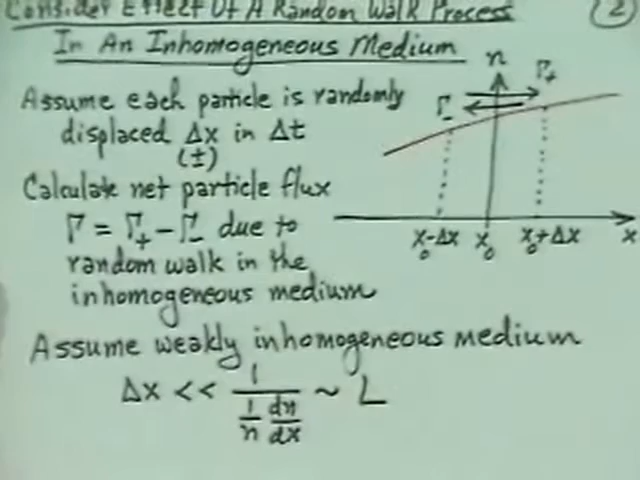 Consider Effect Of A Random Walk Process
(2)
In An Inhomogeneous Medium
Assume each particle is randomly
displaced Δx in Δt
(±)
Calculate net particle flux
Γ = Γ₊ − Γ₋ due to
random walk in the
inhomogeneous medium
n
Γ₋ Γ₊
x₀-Δx x₀ x₀+Δx x
Assume weakly inhomogeneous medium
Δx << 1 / (1/n dn/dx) ~ L